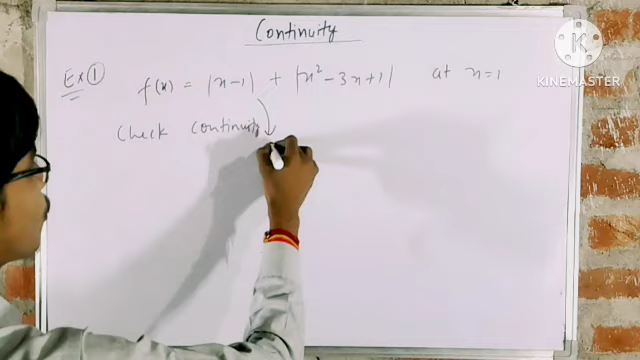 Continuity
Ex ①
f(x) = |x-1| + |x² - 3x + 1| at x=1
Check continuity
K
KINEMASTER